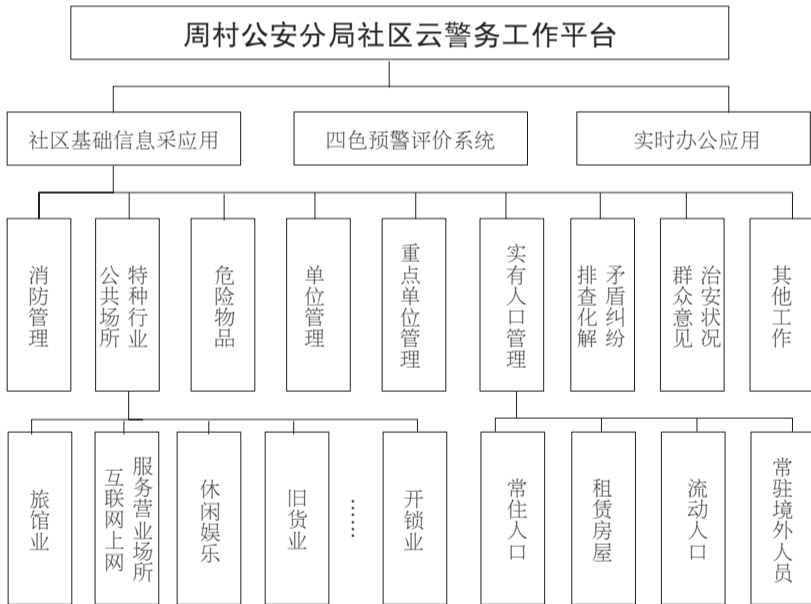 周村公安分局社区云警务工作平台
社区基础信息采应用
四色预警评价系统
实时办公应用
消防管理
特种行业
公共场所
危险物品
单位管理
重点单位管理
实有人口管理
矛盾纠纷
排查化解
治安状况
群众意见
其他工作
旅馆业
互联网上网
服务营业场所
休闲娱乐
旧货业
……
开锁业
常住人口
租赁房屋
流动人口
常驻境外人员